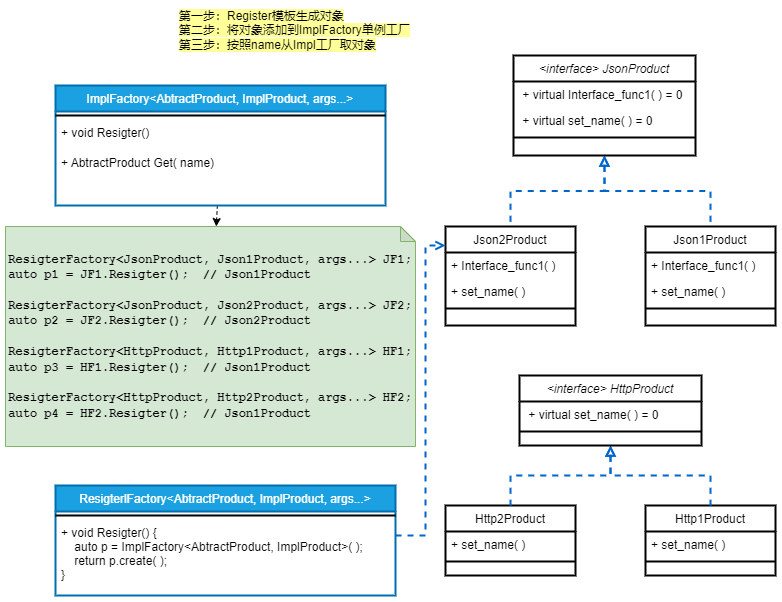 第一步：Register模板生成对象
第二步：将对象添加到ImplFactory单例工厂
第三步：按照name从Impl工厂取对象
ImplFactory<AbtractProduct, ImplProduct, args...>
+ void Resigter()
+ AbtractProduct Get( name)
ResigterFactory<JsonProduct, Json1Product, args...> JF1;
auto p1 = JF1.Resigter();  // Json1Product
ResigterFactory<JsonProduct, Json2Product, args...> JF2;
auto p2 = JF2.Resigter();  // Json2Product
ResigterFactory<HttpProduct, Http1Product, args...> HF1;
auto p3 = HF1.Resigter();  // Json1Product
ResigterFactory<HttpProduct, Http2Product, args...> HF2;
auto p4 = HF2.Resigter();  // Json1Product
ResigterIFactory<AbtractProduct, ImplProduct, args...>
+ void Resigter() {
auto p = ImplFactory<AbtractProduct, ImplProduct>( );
return p.create( );
}
<interface> JsonProduct
+ virtual Interface_func1( ) = 0
+ virtual set_name( ) = 0
Json2Product
+ Interface_func1( )
+ set_name( )
Json1Product
+ Interface_func1( )
+ set_name( )
<interface> HttpProduct
+ virtual set_name( ) = 0
Http2Product
+ set_name( )
Http1Product
+ set_name( )